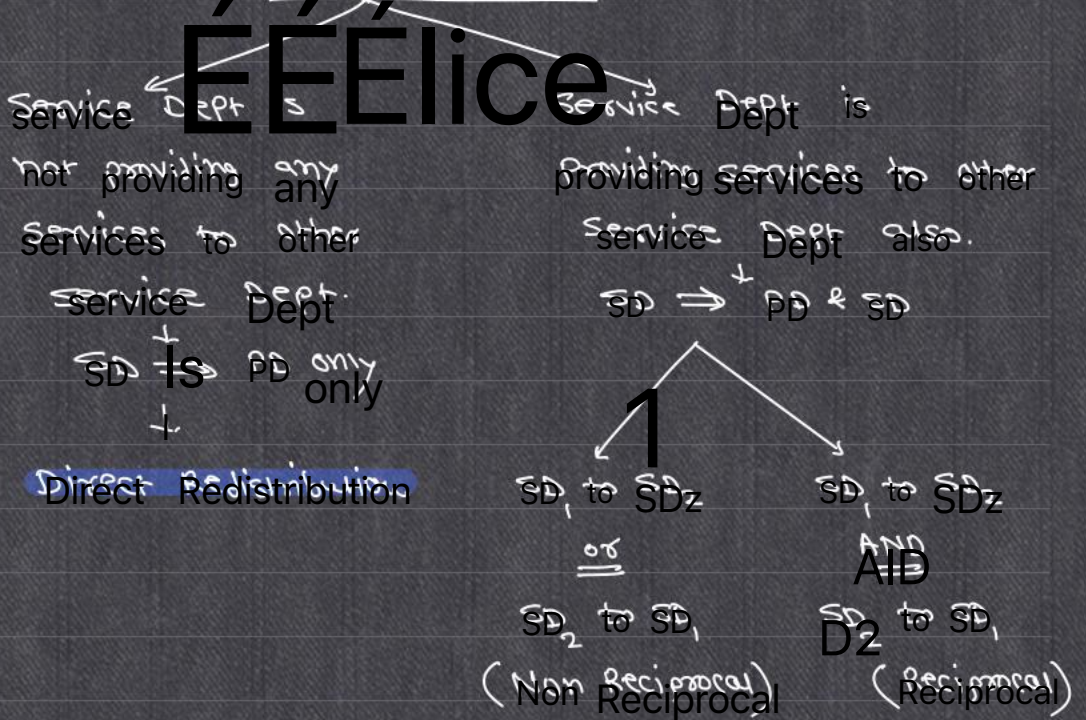 ÉÉÉlice
Service Dept is
not providing any
services to other
service Dept.
↓
SD ⇒ PD only
↓
Direct Redistribution
Service Dept is
providing services to other
service Dept also.
↓
SD ⇒ PD & SD
SD₁ to SD₂
or
SD₂ to SD₁
(Non Reciprocal)
SD₁ to SD₂
AND
SD₂ to SD₁
(Reciprocal)